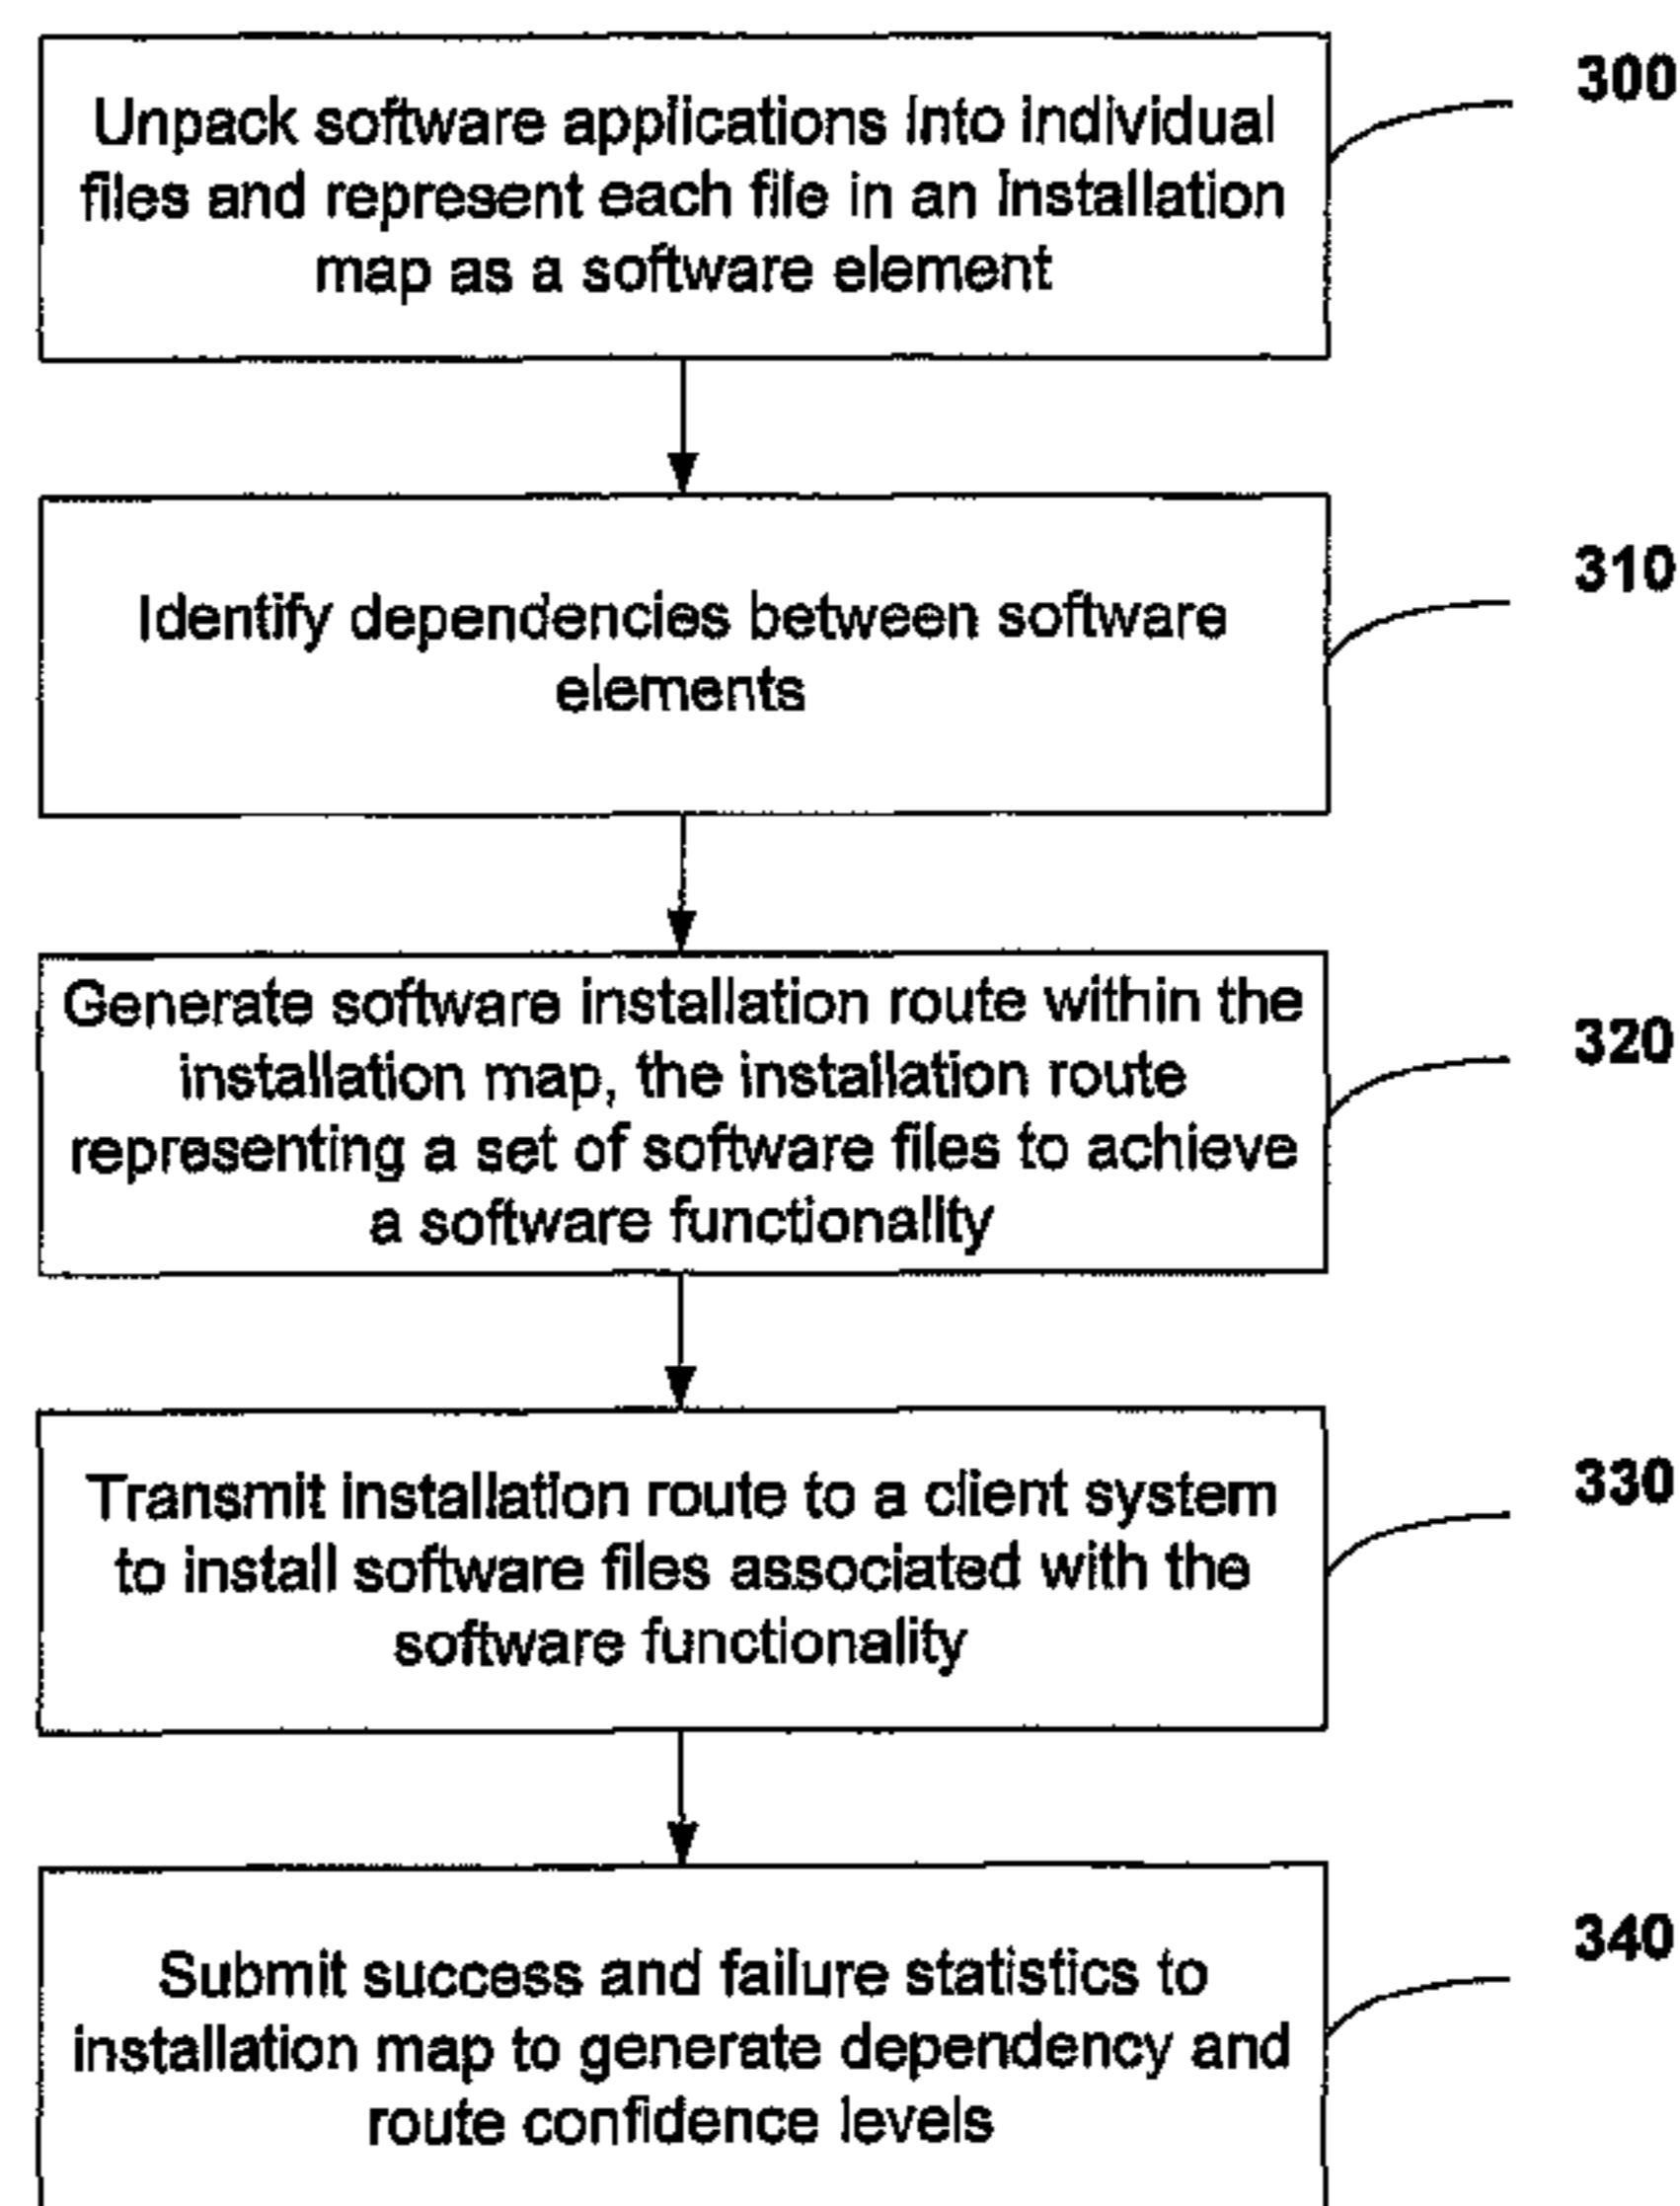 300
Unpack software applications into individual
files and represent each file in an installation
map as a software element
310
Identify dependencies between software
elements
320
Generate software installation route within the
installation map, the installation route
representing a set of software files to achieve
a software functionality
330
Transmit installation route to a client system
to install software files associated with the
software functionality
340
Submit success and failure statistics to
installation map to generate dependency and
route confidence levels